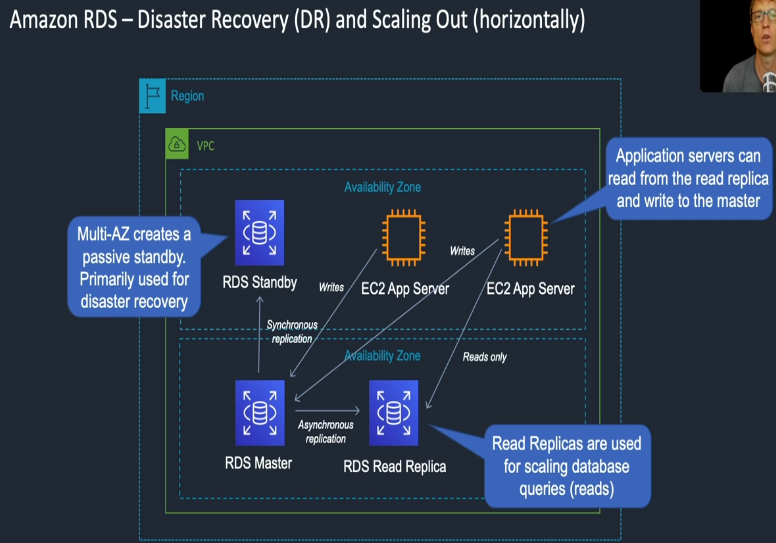 Amazon RDS – Disaster Recovery (DR) and Scaling Out (horizontally)
Region
VPC
Availability Zone
Application servers can
read from the read replica
and write to the master
Multi-AZ creates a
passive standby.
Primarily used for
disaster recovery
RDS Standby
EC2 App Server
EC2 App Server
Writes
Writes
Synchronous
replication
Availability Zone
Reads only
Asynchronous
replication
RDS Master
RDS Read Replica
Read Replicas are used
for scaling database
queries (reads)